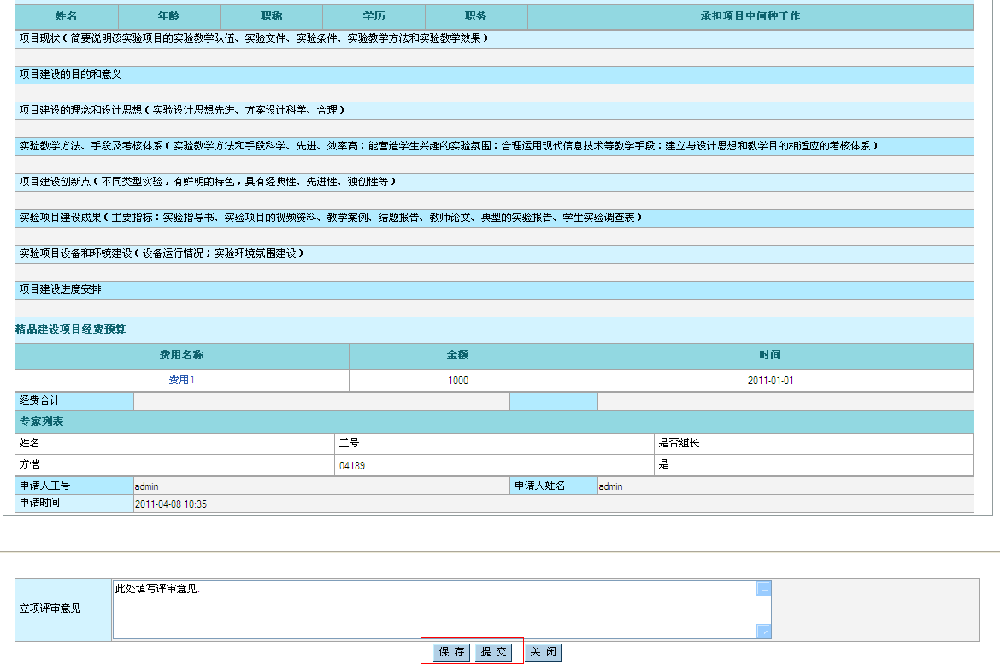 姓名 年龄 职称 学历 职务 承担项目中何种工作
项目现状(简要说明该实验项目的实验教学队伍、实验文件、实验条件、实验教学方法和实验教学效果)
项目建设的目的和意义
项目建设的理念和设计思想(实验设计思想先进、方案设计科学、合理)
实验教学方法、手段及考核体系(实验教学方法和手段科学、先进、效率高;能营造学生兴趣的实验氛围;合理运用现代信息技术等教学手段;建立与设计思想和教学目的相适应的考核体系)
项目建设创新点(不同类型实验,有鲜明的特色,具有经典性、先进性、独创性等)
实验项目建设成果(主要指标:实验指导书、实验项目的视频资料、教学案例、结题报告、教师论文、典型的实验报告、学生实验调查表)
实验项目设备和环镜建设(设备运行情况;实验环境氛围建设)
项目建设进度安排
精品建设项目经费预算
费用名称 金额 时间
费用1 1000 2011-01-01
经费合计
专家列表
姓名 工号 是否组长
方恺 04189 是
申请人工号 admin 申请人姓名 admin
申请时间 2011-04-08 10:35
立项评审意见 此处填写评审意见.
保存 提交 关闭